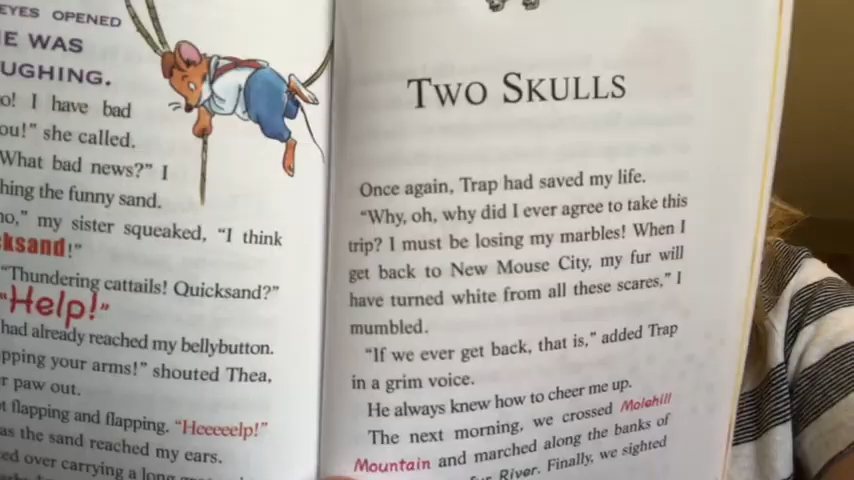 EYES OPENED
E WAS
UGHING.
o! I have bad
ou!” she called.
What bad news?” I
hing the funny sand.
no,” my sister squeaked, “I think
cksand!”
“Thundering cattails! Quicksand?”
“Help!”
had already reached my bellybutton.
pping your arms!” shouted Thea,
r paw out.
t flapping and flapping. “Heeeeelp!”
as the sand reached my ears.
ed over carrying a long
TWO SKULLS
Once again, Trap had saved my life.
“Why, oh, why did I ever agree to take this
trip? I must be losing my marbles! When I
get back to New Mouse City, my fur will
have turned white from all these scares,” I
mumbled.
“If we ever get back, that is,” added Trap
in a grim voice.
He always knew how to cheer me up.
The next morning, we crossed Molehill
Mountain and marched along the banks of
River. Finally, we sighted